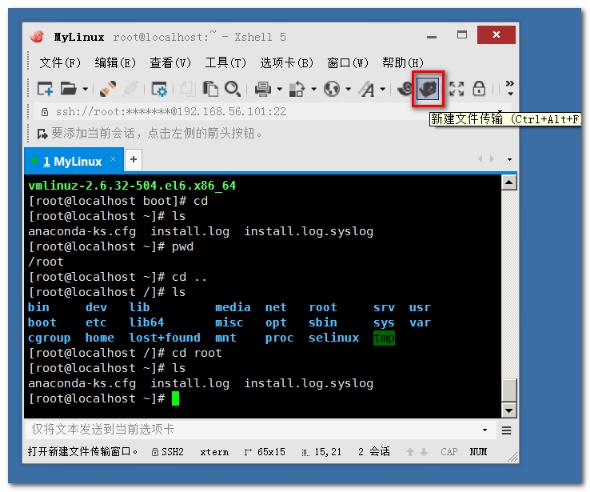 MyLinux root@localhost:~ - Xshell 5
文件(F) 编辑(E) 查看(V) 工具(T) 选项卡(B) 窗口(W) 帮助(H)
ssh://root:*******@192.168.56.101:22
新建文件传输 (Ctrl+Alt+F
要添加当前会话，点击左侧的箭头按钮。
1 MyLinux × +
vmlinuz-2.6.32-504.el6.x86_64
[root@localhost boot]# cd
[root@localhost ~]# ls
anaconda-ks.cfg install.log install.log.syslog
[root@localhost ~]# pwd
/root
[root@localhost ~]# cd ..
[root@localhost /]# ls
bin dev lib media net root srv usr
boot etc lib64 misc opt sbin sys var
cgroup home lost+found mnt proc selinux tmp
[root@localhost /]# cd root
[root@localhost ~]# ls
anaconda-ks.cfg install.log install.log.syslog
[root@localhost ~]#
仅将文本发送到当前选项卡
打开新建文件传输窗口。 SSH2 xterm 65x15 15,21 2 会话 CAP NUM